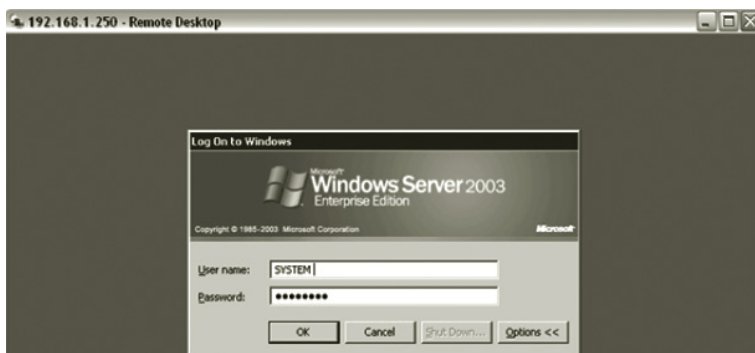 192.168.1.250 - Remote Desktop
Log On to Windows
Microsoft
Windows Server 2003
Enterprise Edition
Copyright © 1985-2003 Microsoft Corporation
Microsoft
User name:
SYSTEM
Password:
OK
Cancel
Shut Down...
Options <<